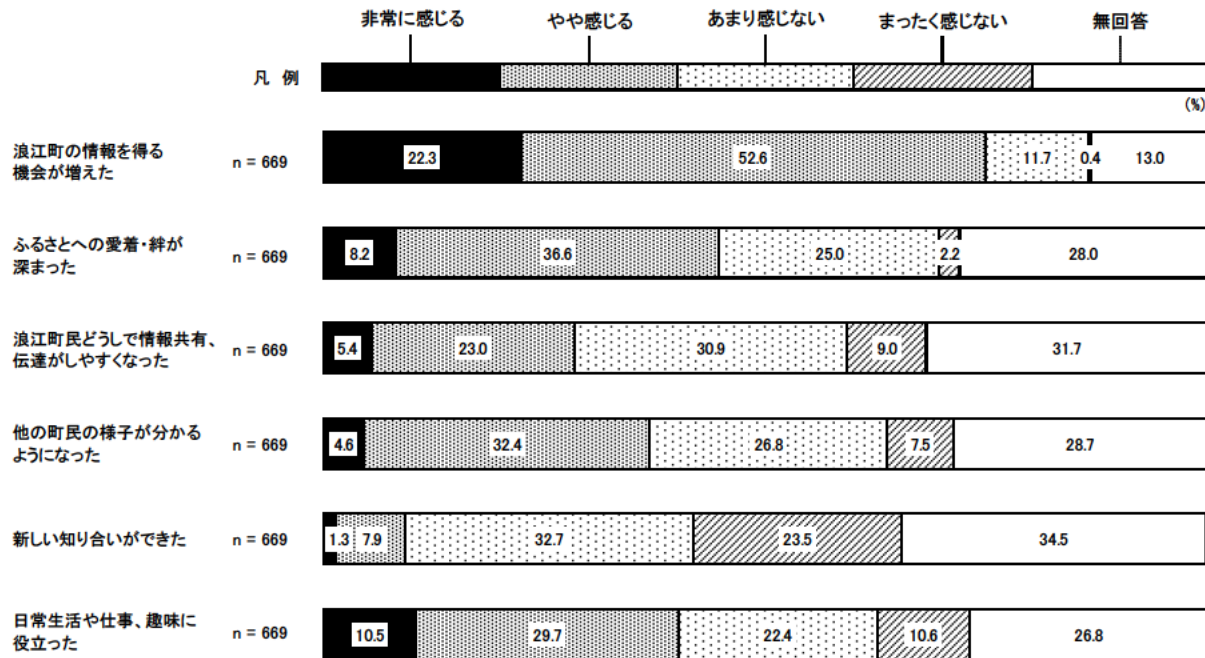 非常に感じる やや感じる あまり感じない まったく感じない 無回答
凡 例
(%)
浪江町の情報を得る
機会が増えた
n = 669
22.3 52.6 11.7 0.4 13.0
ふるさとへの愛着・絆が
深まった
n = 669
8.2 36.6 25.0 2.2 28.0
浪江町民どうしで情報共有、
伝達がしやすくなった
n = 669
5.4 23.0 30.9 9.0 31.7
他の町民の様子が分かる
ようになった
n = 669
4.6 32.4 26.8 7.5 28.7
新しい知り合いができた
n = 669
1.3 7.9 32.7 23.5 34.5
日常生活や仕事、趣味に
役立った
n = 669
10.5 29.7 22.4 10.6 26.8